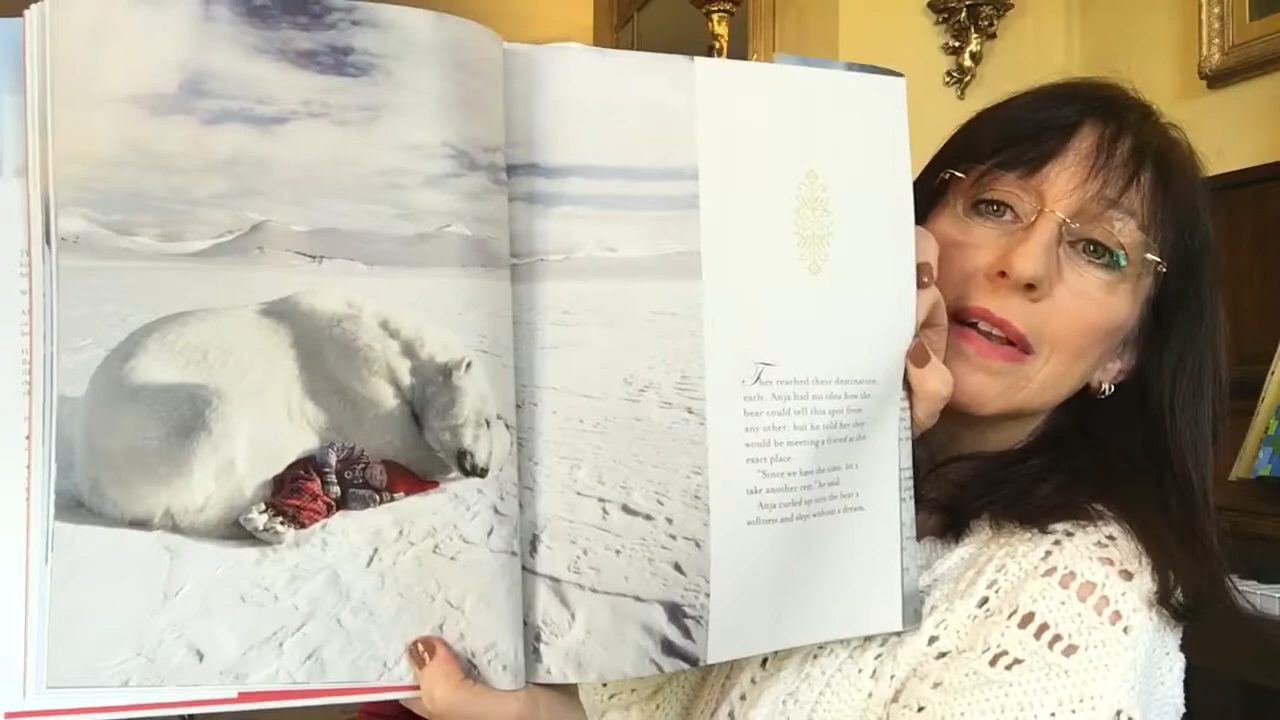 They reached their destination
early. Anja had no idea how the
bear could tell this spot from
any other, but he told her they
would be meeting a friend at this
exact place.
"Since we have the time, let's
take another rest," he said.
Anja curled up into the bear's
softness and slept without a dream.